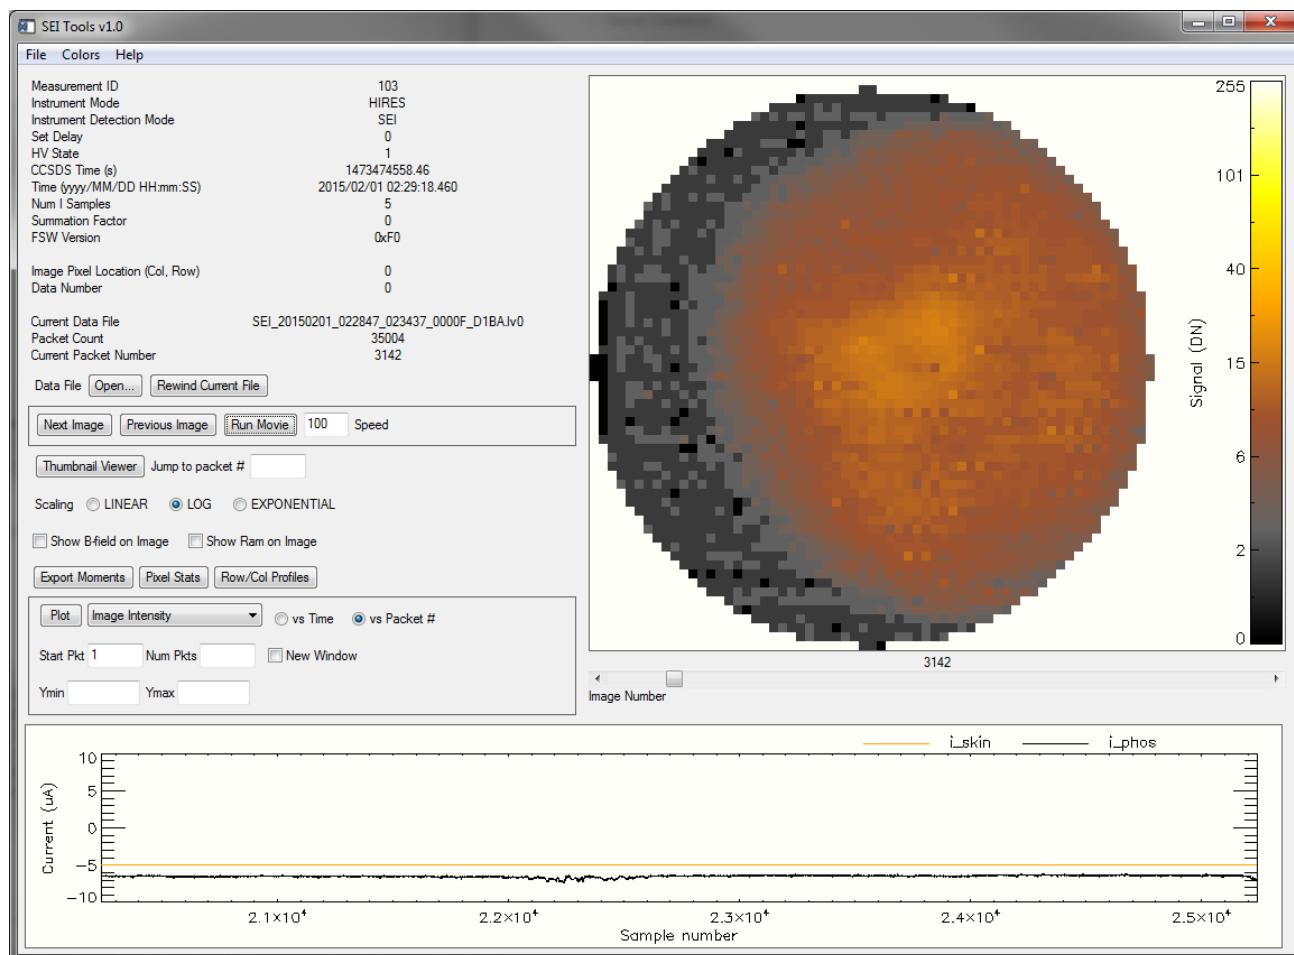 SEI Tools v1.0
File Colors Help
Measurement ID 103
Instrument Mode HIRES
Instrument Detection Mode SEI
Set Delay 0
HV State 1
CCSDS Time (s) 1473474558.46
Time (yyyy/MM/DD HH:mm:SS) 2015/02/01 02:29:18.460
Num I Samples 5
Summation Factor 0
FSW Version 0xF0
Image Pixel Location (Col, Row) 0
Data Number 0
Current Data File SEI_20150201_022847_023437_0000F_D1BA.lv0
Packet Count 35004
Current Packet Number 3142
Data File Open... Rewind Current File
Next Image Previous Image Run Movie 100 Speed
Thumbnail Viewer Jump to packet #
Scaling LINEAR LOG EXPONENTIAL
Show B-field on Image Show Ram on Image
Export Moments Pixel Stats Row/Col Profiles
Plot Image Intensity vs Time vs Packet #
Start Pkt 1 Num Pkts New Window
Ymin Ymax
255
101
40
15
6
2
0
Signal (DN)
3142
Image Number
i_skin i_phos
10
5
0
−5
−10
Current (uA)
2.1×10⁴ 2.2×10⁴ 2.3×10⁴ 2.4×10⁴ 2.5×10⁴
Sample number